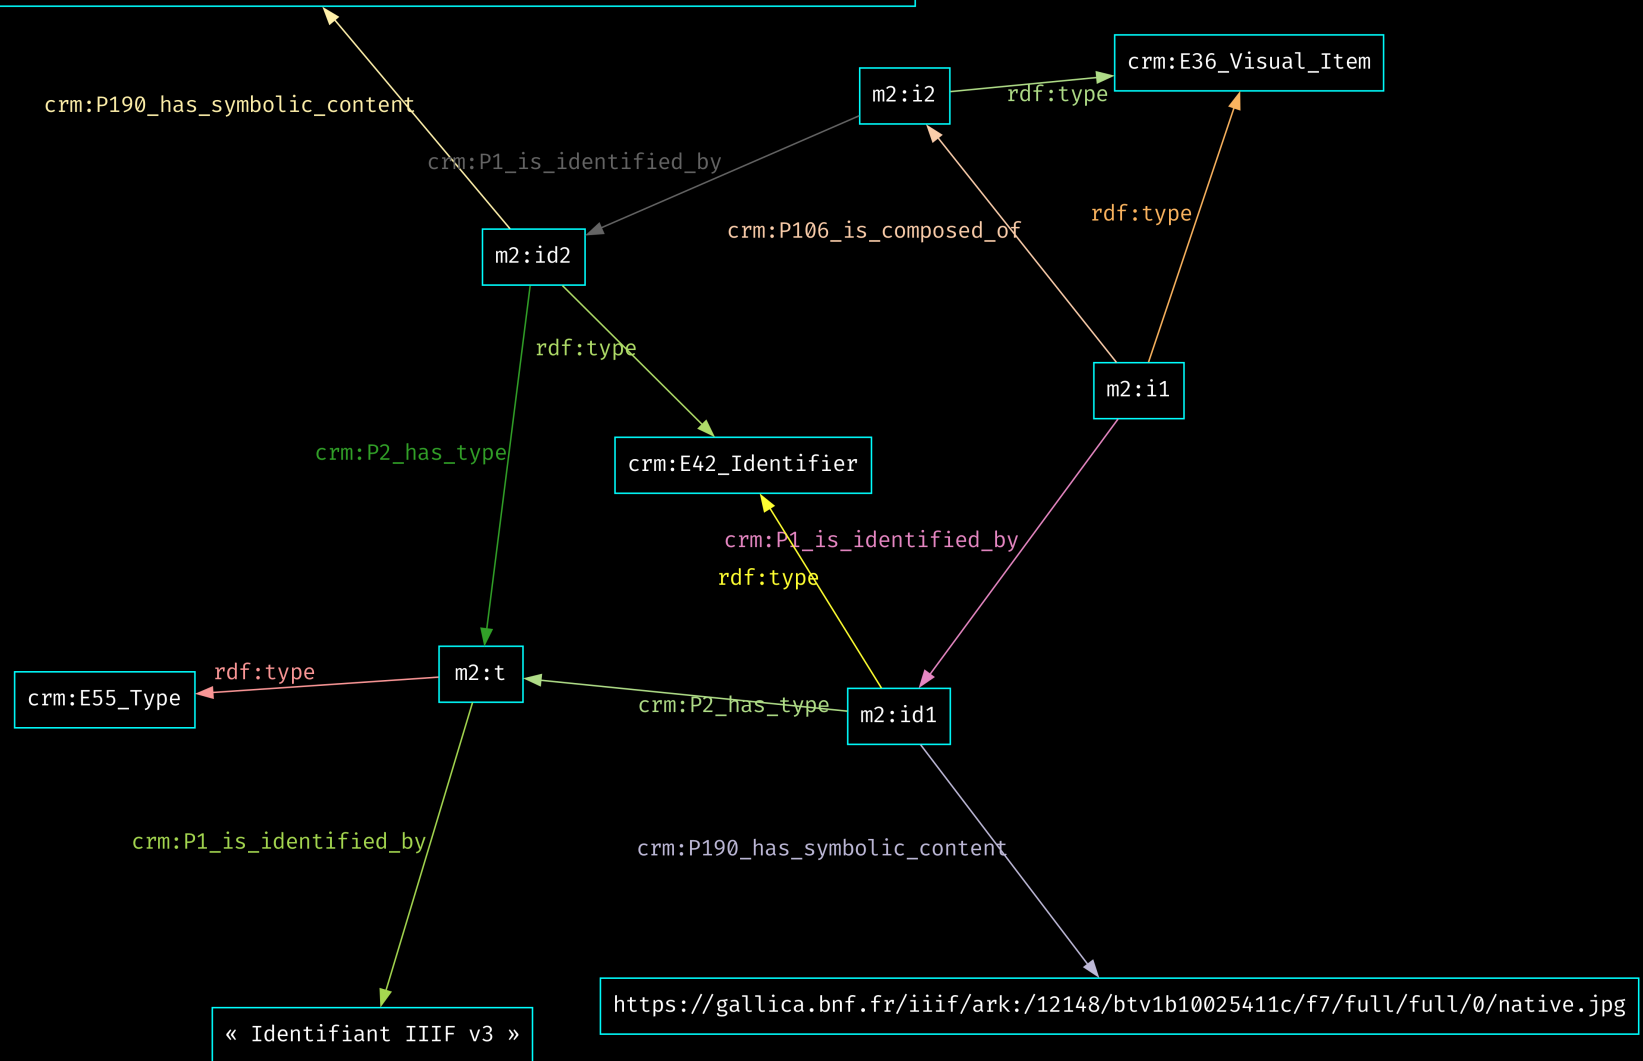 crm:E36_Visual_Item
m2:i2
rdf:type
crm:P190_has_symbolic_content
crm:P1_is_identified_by
rdf:type
crm:P106_is_composed_of
m2:id2
rdf:type
m2:i1
crm:P2_has_type
crm:E42_Identifier
crm:P1_is_identified_by
rdf:type
rdf:type
m2:t
crm:E55_Type
crm:P2_has_type
m2:id1
crm:P1_is_identified_by
crm:P190_has_symbolic_content
https://gallica.bnf.fr/iiif/ark:/12148/btv1b10025411c/f7/full/full/0/native.jpg
« Identifiant IIIF v3 »